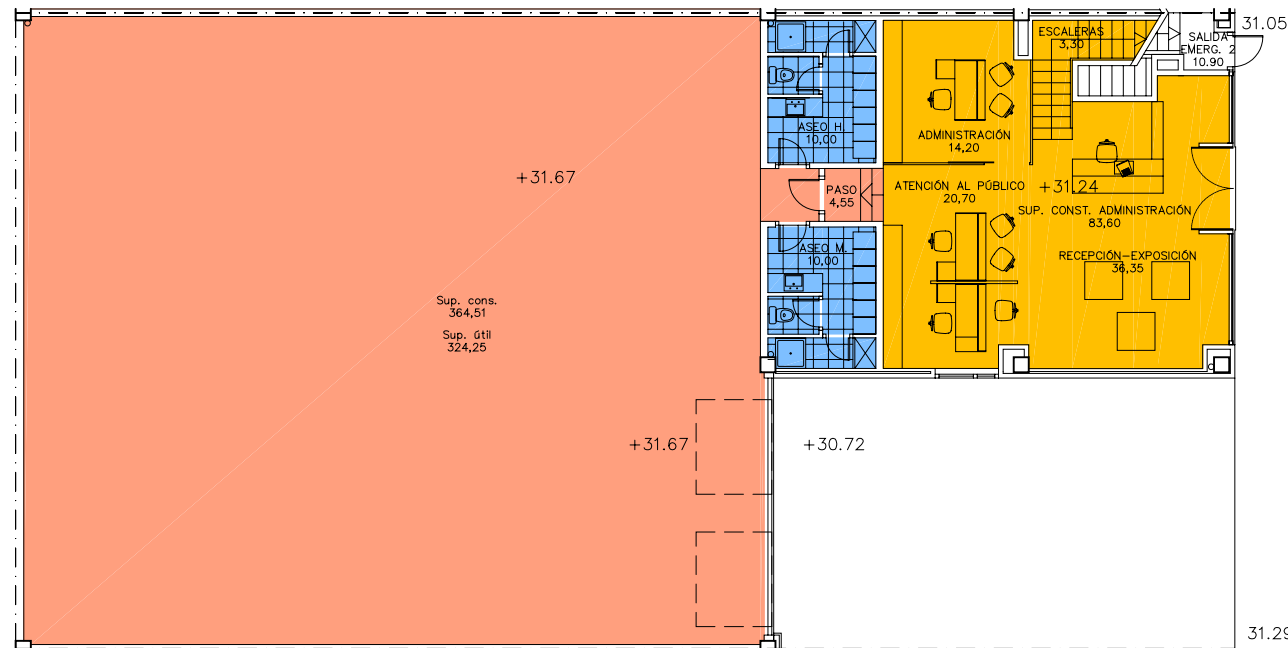 31.05
ESCALERAS
3,30
SALIDA
EMERG. 2
10.90
ASEO H.
10,00
ADMINISTRACIÓN
14,20
+31.67
PASO
4,55
ATENCIÓN AL PÚBLICO
20,70
+31.24
SUP. CONST. ADMINISTRACIÓN
83,60
ASEO M.
10,00
RECEPCIÓN-EXPOSICIÓN
36,35
Sup. cons.
364,51
Sup. útil
324,25
+31.67
+30.72
31.29